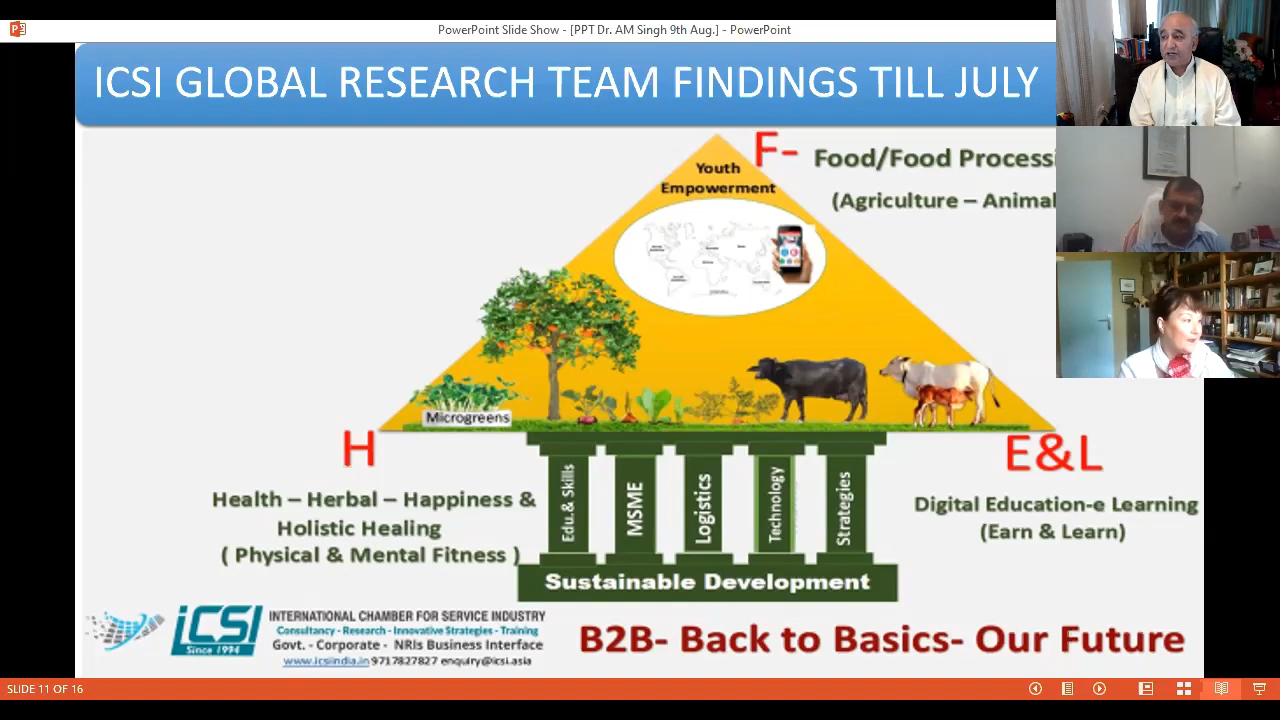 PowerPoint Slide Show - [PPT Dr. AM Singh 9th Aug.] - PowerPoint
ICSI GLOBAL RESEARCH TEAM FINDINGS TILL JULY
F- Food/Food Processi
(Agriculture – Animal
Youth
Empowerment
Microgreens
H
Health – Herbal – Happiness &
Holistic Healing
( Physical & Mental Fitness )
E&L
Digital Education-e Learning
(Earn & Learn)
Edu.& Skills
MSME
Logistics
Technology
Strategies
Sustainable Development
iCSI
Since 1994
INTERNATIONAL CHAMBER FOR SERVICE INDUSTRY
Consultancy - Research - Innovative Strategies - Training
Govt. - Corporate - NRIs Business Interface
www.icsiindia.in 9717827827 enquiry@icsi.asia
B2B- Back to Basics- Our Future
SLIDE 11 OF 16